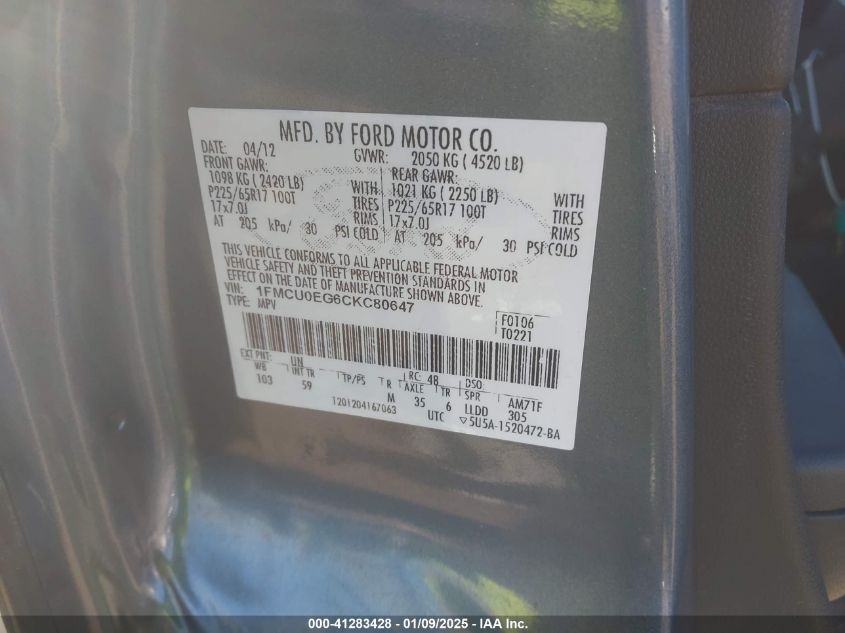 MFD. BY FORD MOTOR CO.
DATE: 04/12 GVWR: 2050 KG ( 4520 LB)
FRONT GAWR: REAR GAWR:
1098 KG ( 2420 LB) WITH 1021 KG ( 2250 LB) WITH
P225/65R17 100T TIRES P225/65R17 100T TIRES
17x7.0J RIMS 17x7.0J RIMS
AT 205 kPa/ 30 PSI COLD AT 205 kPa/ 30 PSI COLD
THIS VEHICLE CONFORMS TO ALL APPLICABLE FEDERAL MOTOR
VEHICLE SAFETY AND THEFT PREVENTION STANDARDS IN
EFFECT ON THE DATE OF MANUFACTURE SHOWN ABOVE.
VIN: 1FMCU0EG6CKC80647
TYPE: MPV
F0106
T0221
EXT PNT: UN RC: 48 DSO:
WB INT TR TP/PS T R AXLE TR SPR AM71F
103 59 M 35 6 LLDD 305
1201204167063 UTC ▽5U5A-1520472-BA
000-41283428 | 01/09/2025 | © IAA Holdings, LLC